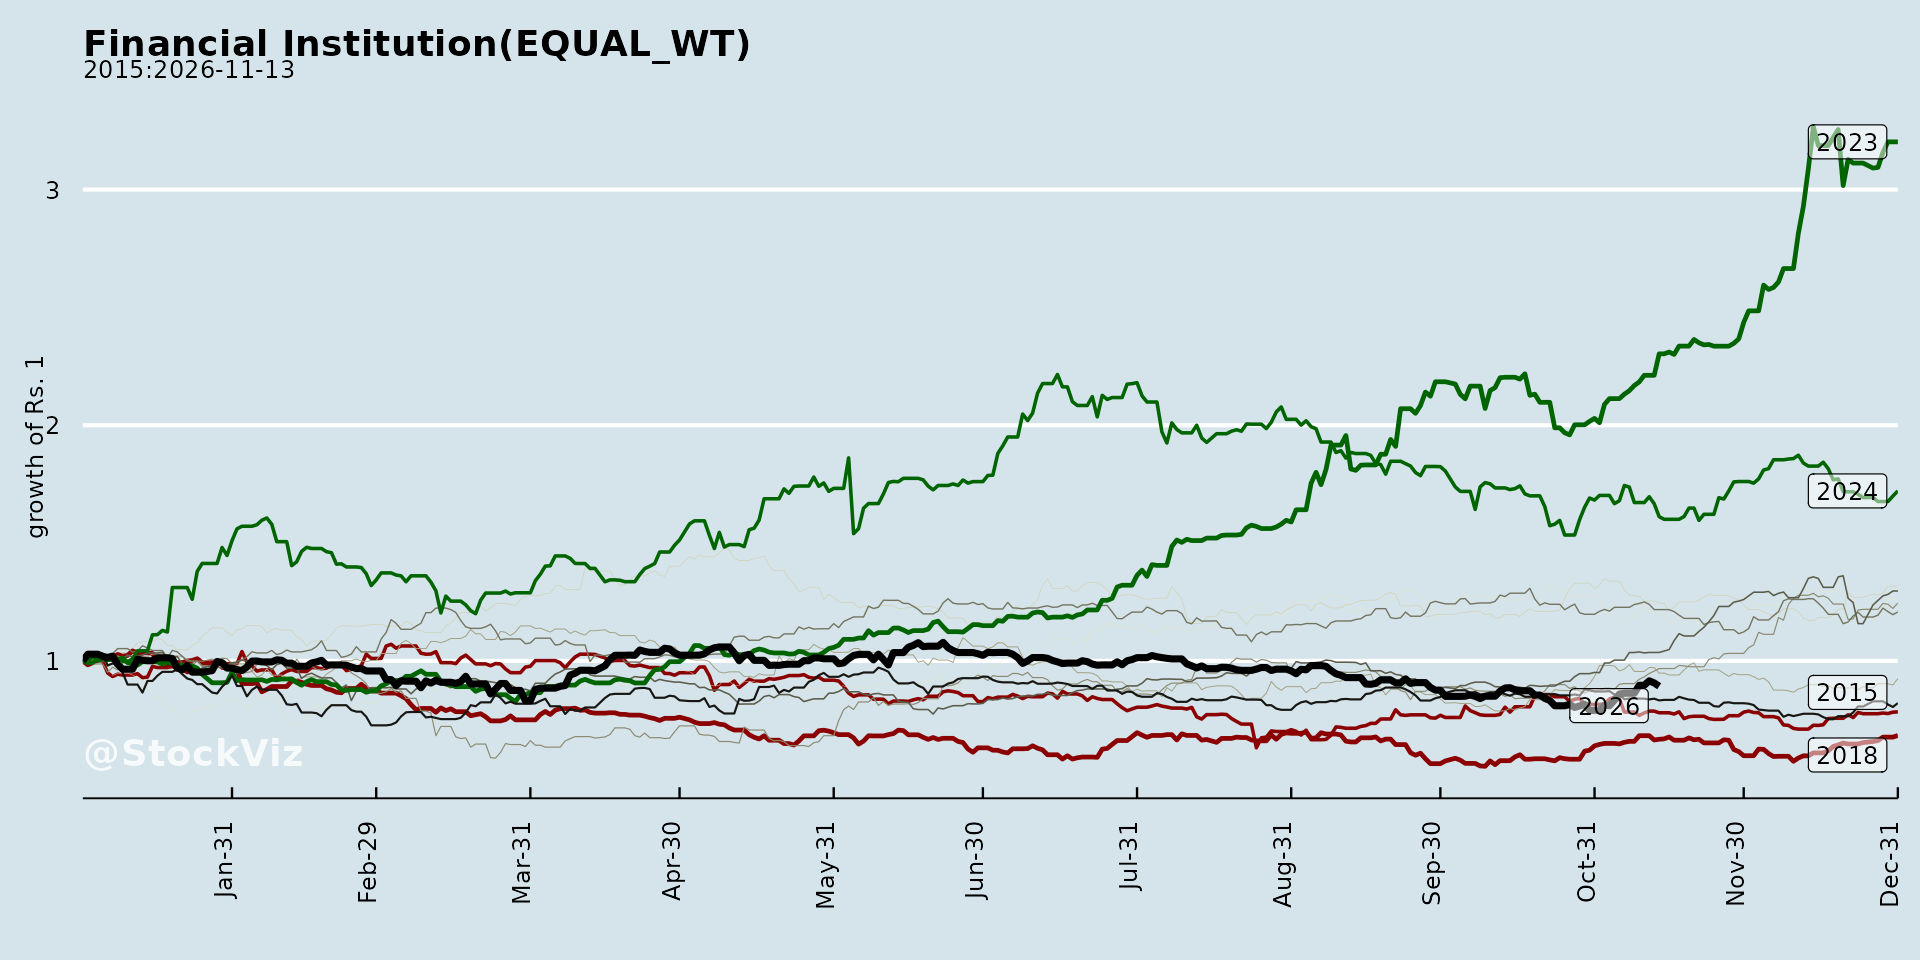 Financial Institution(EQUAL_WT)
2015:2026-11-13
growth of Rs. 1
3
2
1
2023
2024
2015
2026
2018
@StockViz
Jan-31
Feb-29
Mar-31
Apr-30
May-31
Jun-30
Jul-31
Aug-31
Sep-30
Oct-31
Nov-30
Dec-31